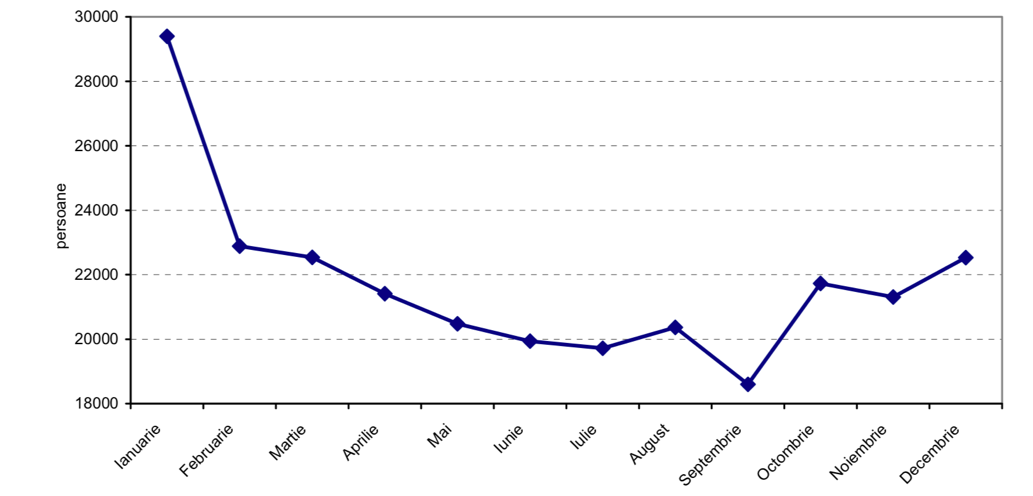 30000
28000
26000
24000
22000
20000
18000
persoane
Ianuarie
Februarie
Martie
Aprilie
Mai
Iunie
Iulie
August
Septembrie
Octombrie
Noiembrie
Decembrie